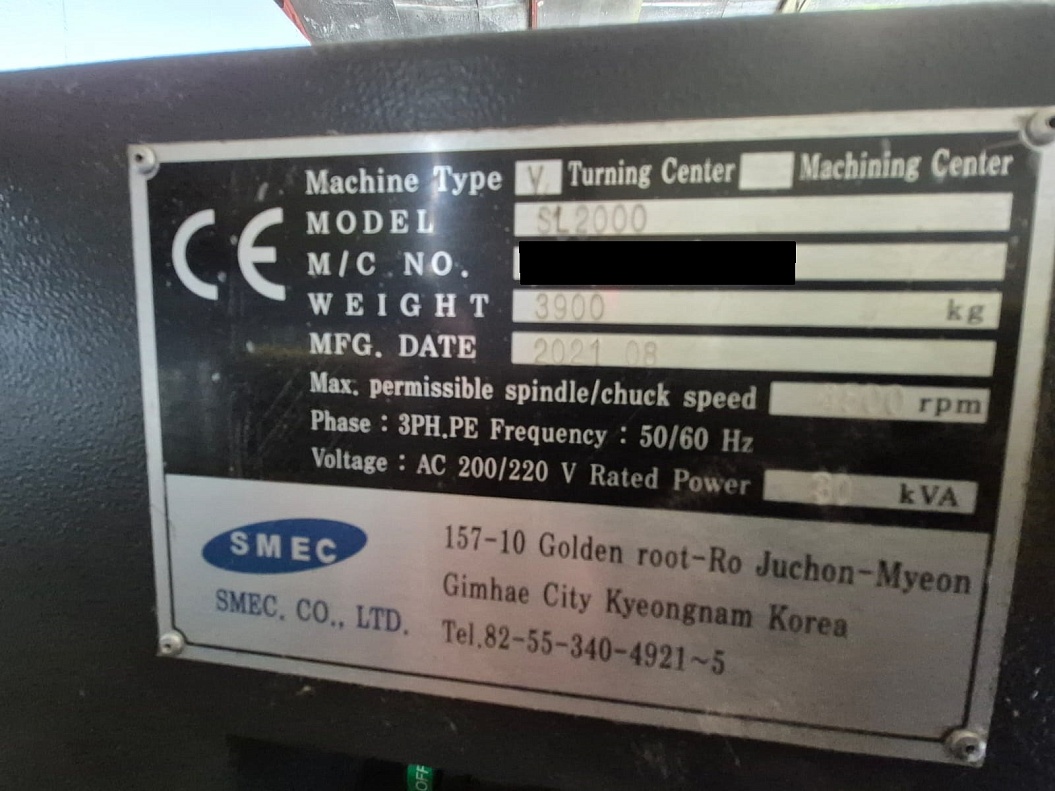 CE
Machine Type V. Turning Center Machining Center
MODEL SL2000
M/C NO.
WEIGHT 3900 kg
MFG. DATE 2021 08
Max. permissible spindle/chuck speed rpm
Phase : 3PH.PE Frequency : 50/60 Hz
Voltage : AC 200/220 V Rated Power 30 kVA
SMEC
SMEC. CO., LTD.
157-10 Golden root-Ro Juchon-Myeon
Gimhae City Kyeongnam Korea
Tel.82-55-340-4921~5
OFF